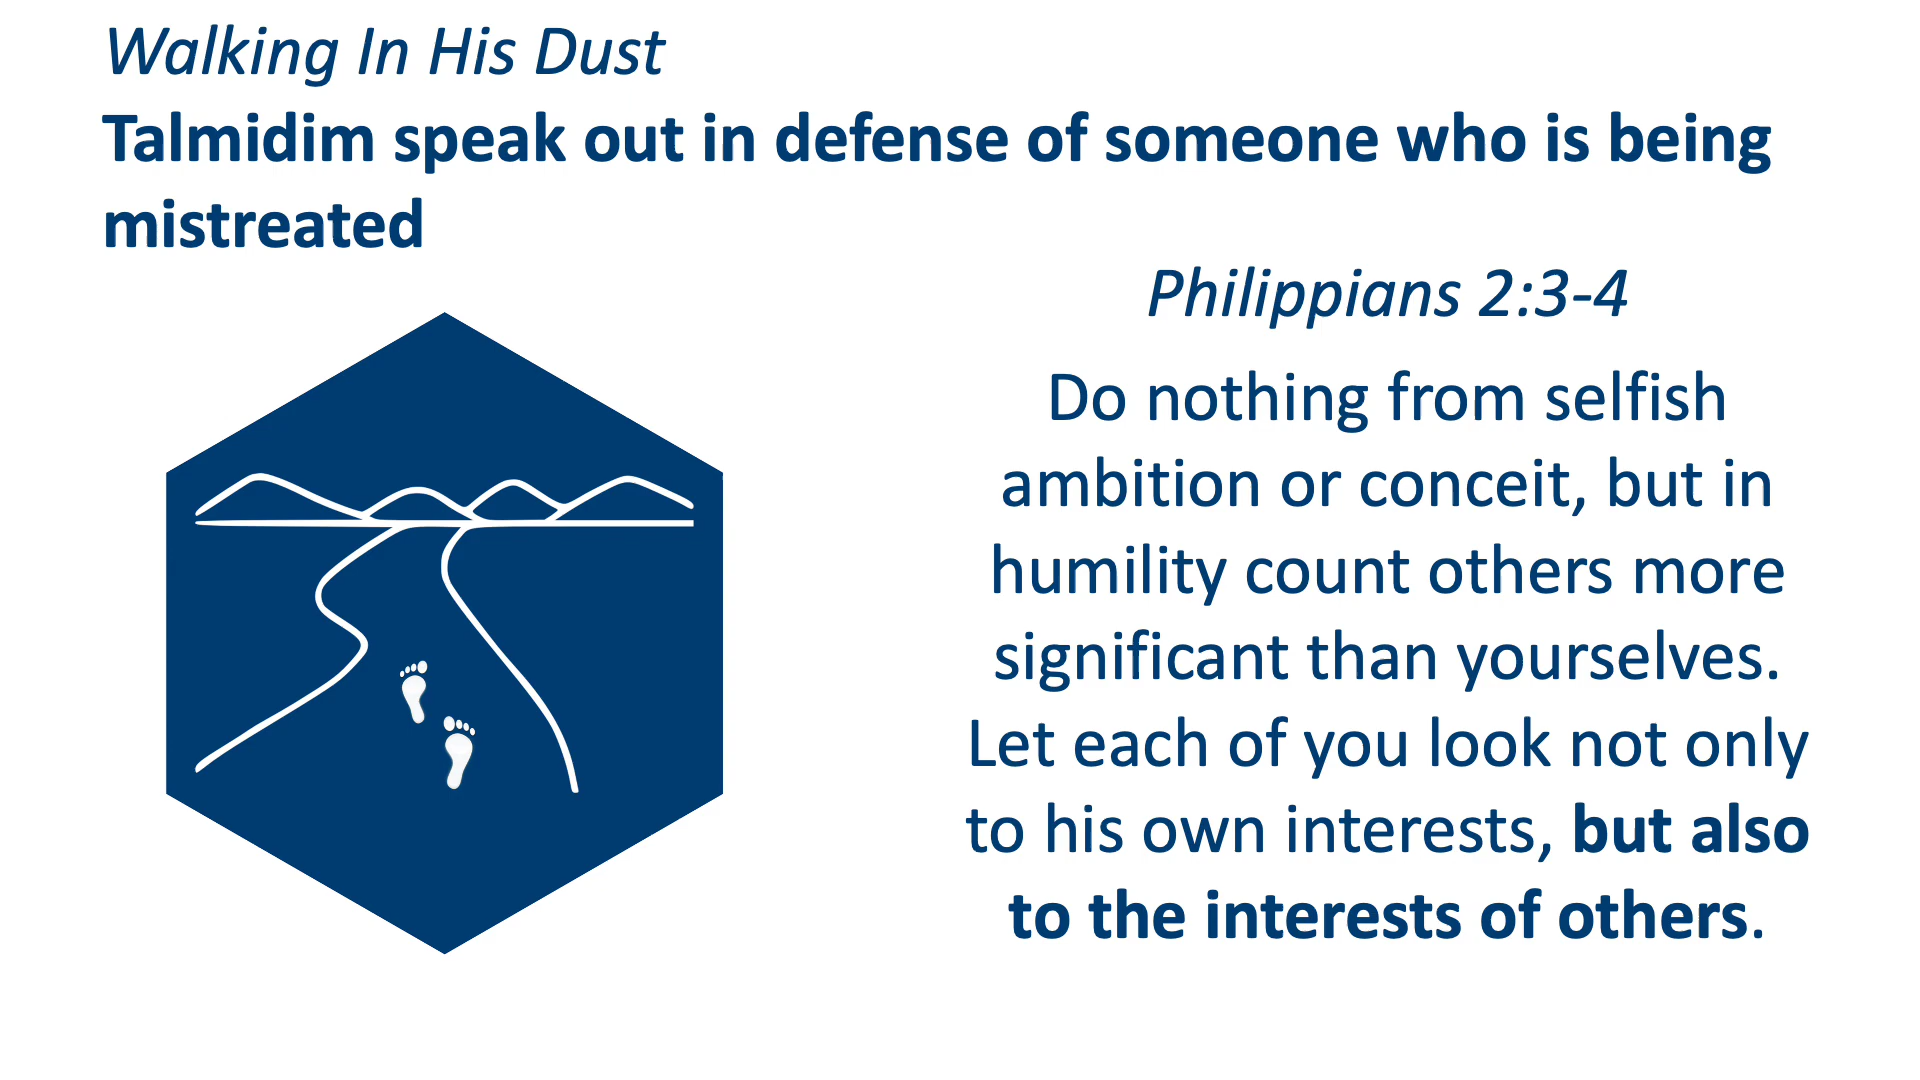 Walking In His Dust
Talmidim speak out in defense of someone who is being
mistreated
Philippians 2:3-4
Do nothing from selfish
ambition or conceit, but in
humility count others more
significant than yourselves.
Let each of you look not only
to his own interests, but also
to the interests of others.